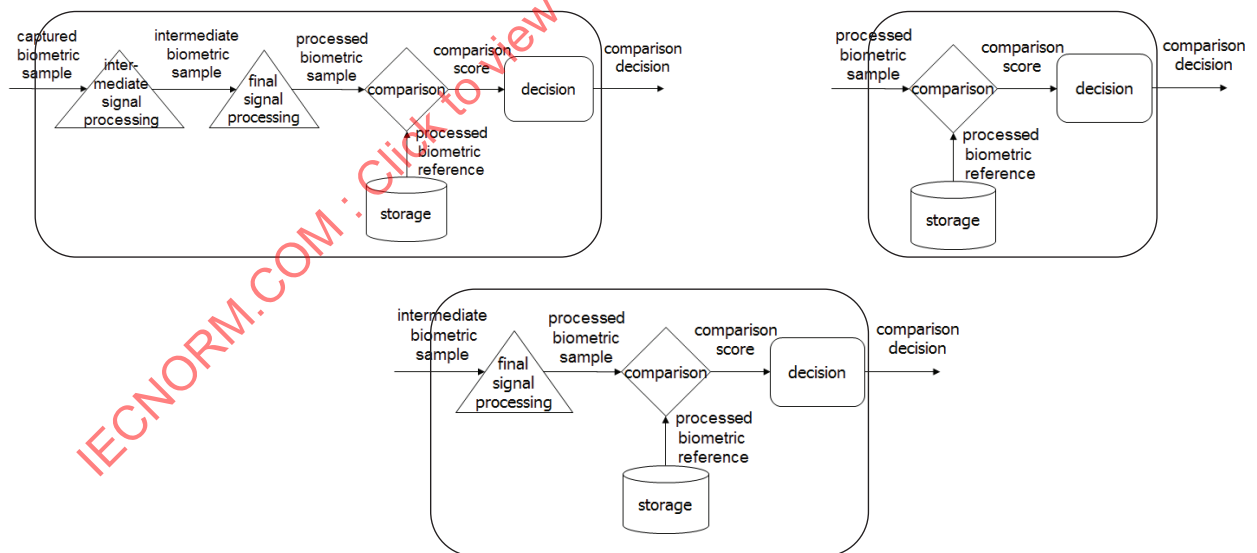 captured
biometric
sample
inter-
mediate
signal
processing
intermediate
biometric
sample
final
signal
processing
processed
biometric
sample
comparison
comparison
score
decision
comparison
decision
processed
biometric
reference
storage
processed
biometric
sample
comparison
comparison
score
decision
comparison
decision
processed
biometric
reference
storage
intermediate
biometric
sample
final
signal
processing
processed
biometric
sample
comparison
comparison
score
decision
comparison
decision
processed
biometric
reference
storage
IECNORM.COM : Click to view